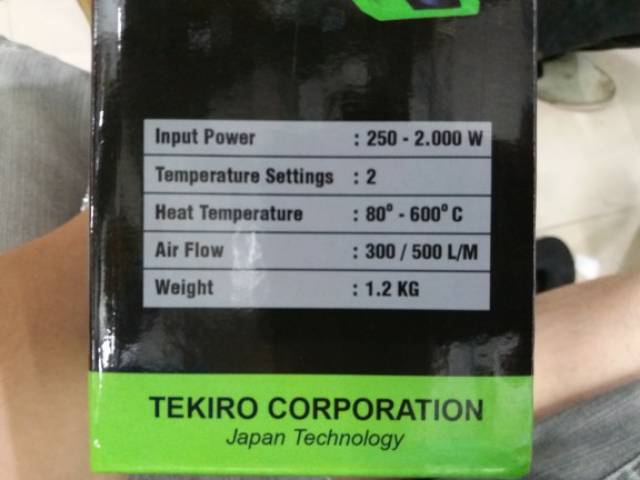 Input Power : 250 - 2.000 W
Temperature Settings : 2
Heat Temperature : 80° - 600° C
Air Flow : 300 / 500 L/M
Weight : 1.2 KG
TEKIRO CORPORATION
Japan Technology